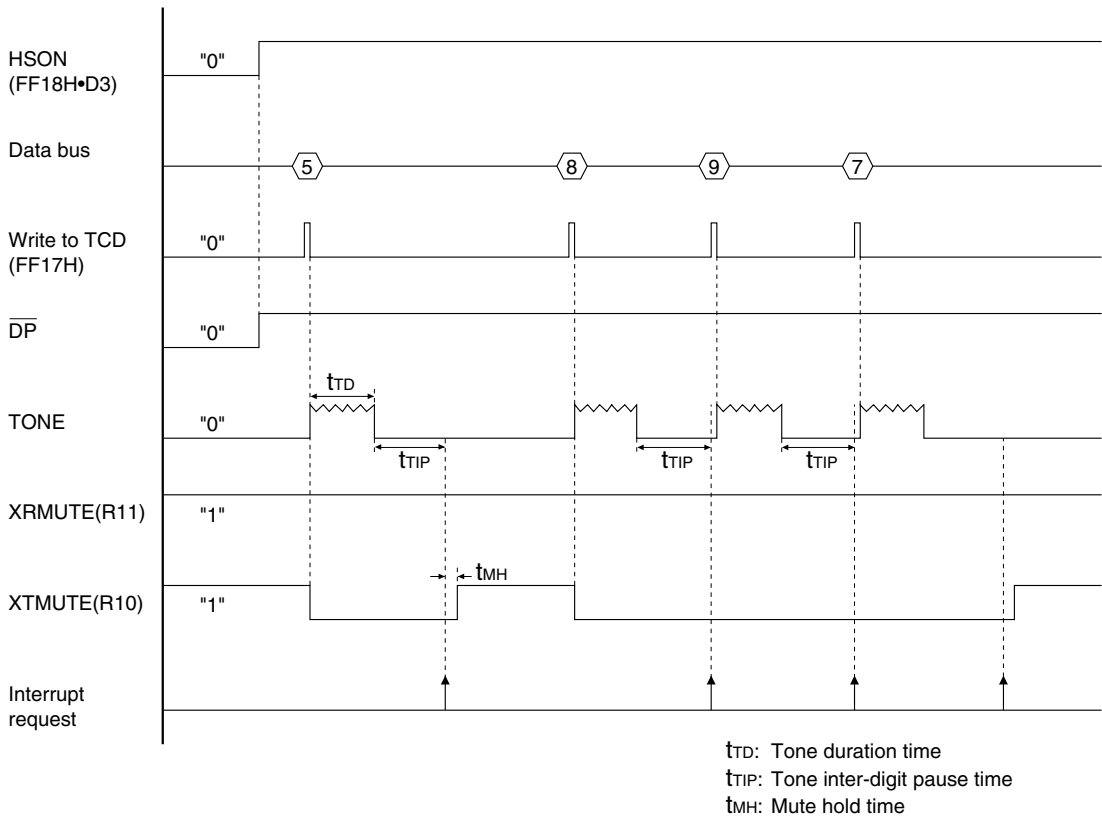 HSON
(FF18H•D3)
"0"
Data bus
5
8
9
7
Write to TCD
(FF17H)
"0"
DP
"0"
tTD
TONE
"0"
tTIP
tTIP
tTIP
XRMUTE(R11)
"1"
tMH
XTMUTE(R10)
"1"
Interrupt
request
tTD: Tone duration time
tTIP: Tone inter-digit pause time
tMH: Mute hold time